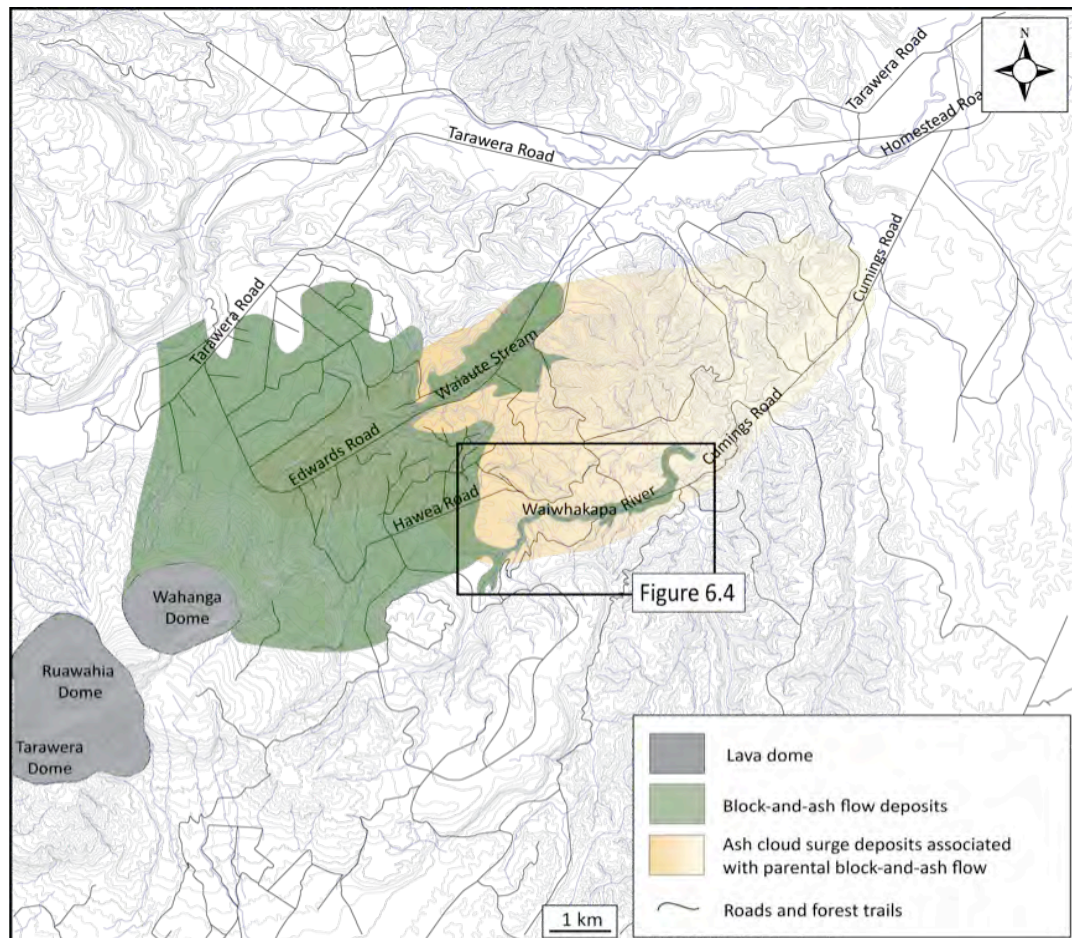 N
Tarawera Road
Homestead Roa
Tarawera Road
Cumings Road
Tarawera Road
Waiaute Stream
Edwards Road
Cumings Road
Hawea Road
Waiwhakapa River
Figure 6.4
Wahanga
Dome
Ruawahia
Dome
Tarawera
Dome
Lava dome
Block-and-ash flow deposits
Ash cloud surge deposits associated
with parental block-and-ash flow
Roads and forest trails
1 km